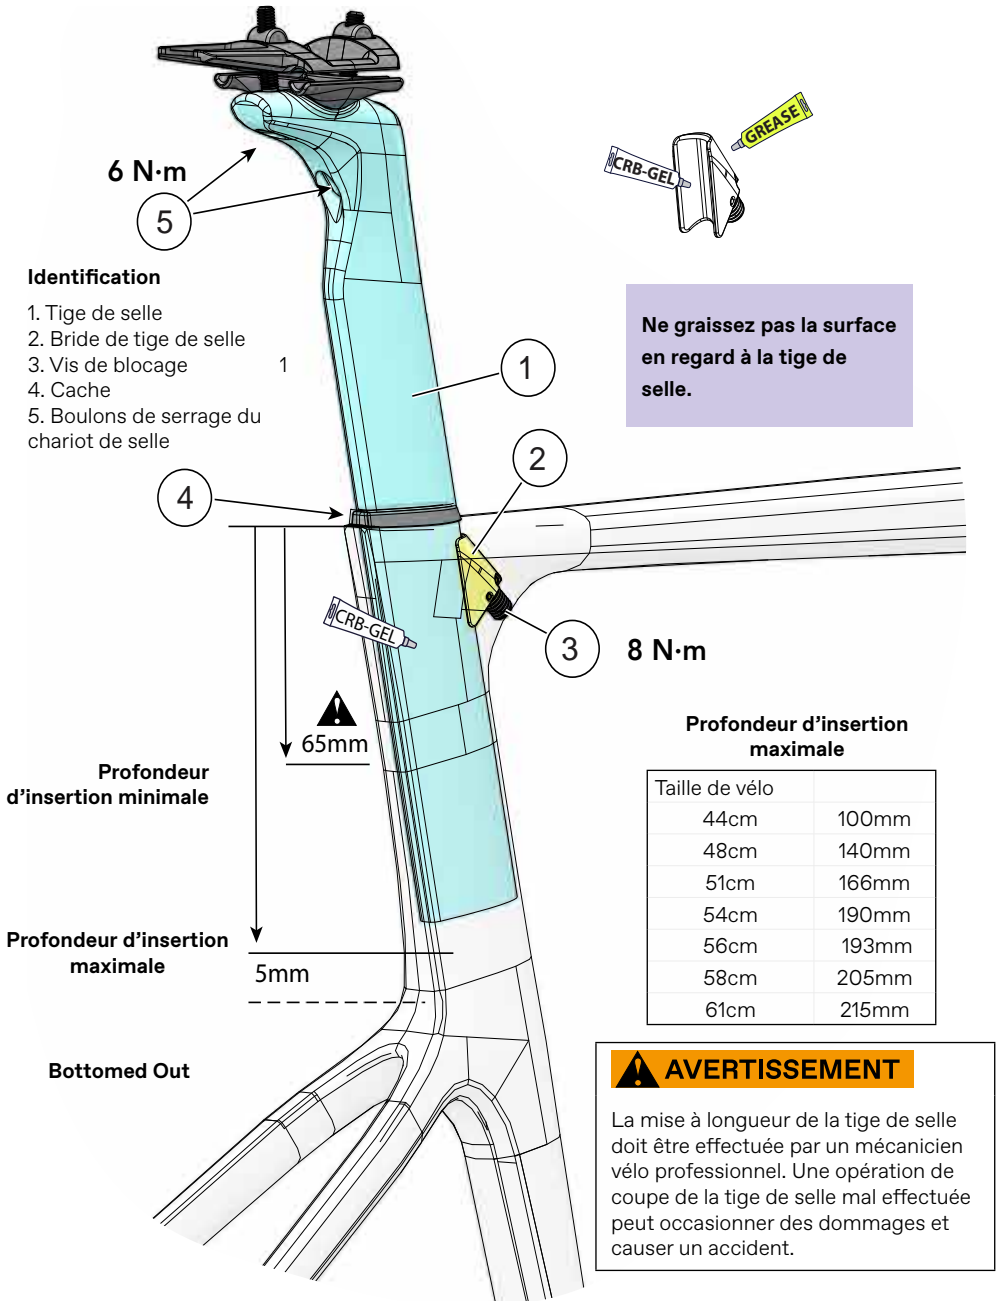 6 N·m
5
CRB-GEL
GREASE
Identification
1. Tige de selle
2. Bride de tige de selle
3. Vis de blocage 1
4. Cache
5. Boulons de serrage du
chariot de selle
Ne graissez pas la surface
en regard à la tige de
selle.
1
2
4
CRB-GEL
3
8 N·m
65mm
Profondeur
d'insertion minimale
Profondeur d'insertion
maximale
5mm
Bottomed Out
Profondeur d'insertion
maximale
Taille de vélo
44cm 100mm
48cm 140mm
51cm 166mm
54cm 190mm
56cm 193mm
58cm 205mm
61cm 215mm
AVERTISSEMENT
La mise à longueur de la tige de selle
doit être effectuée par un mécanicien
vélo professionnel. Une opération de
coupe de la tige de selle mal effectuée
peut occasionner des dommages et
causer un accident.